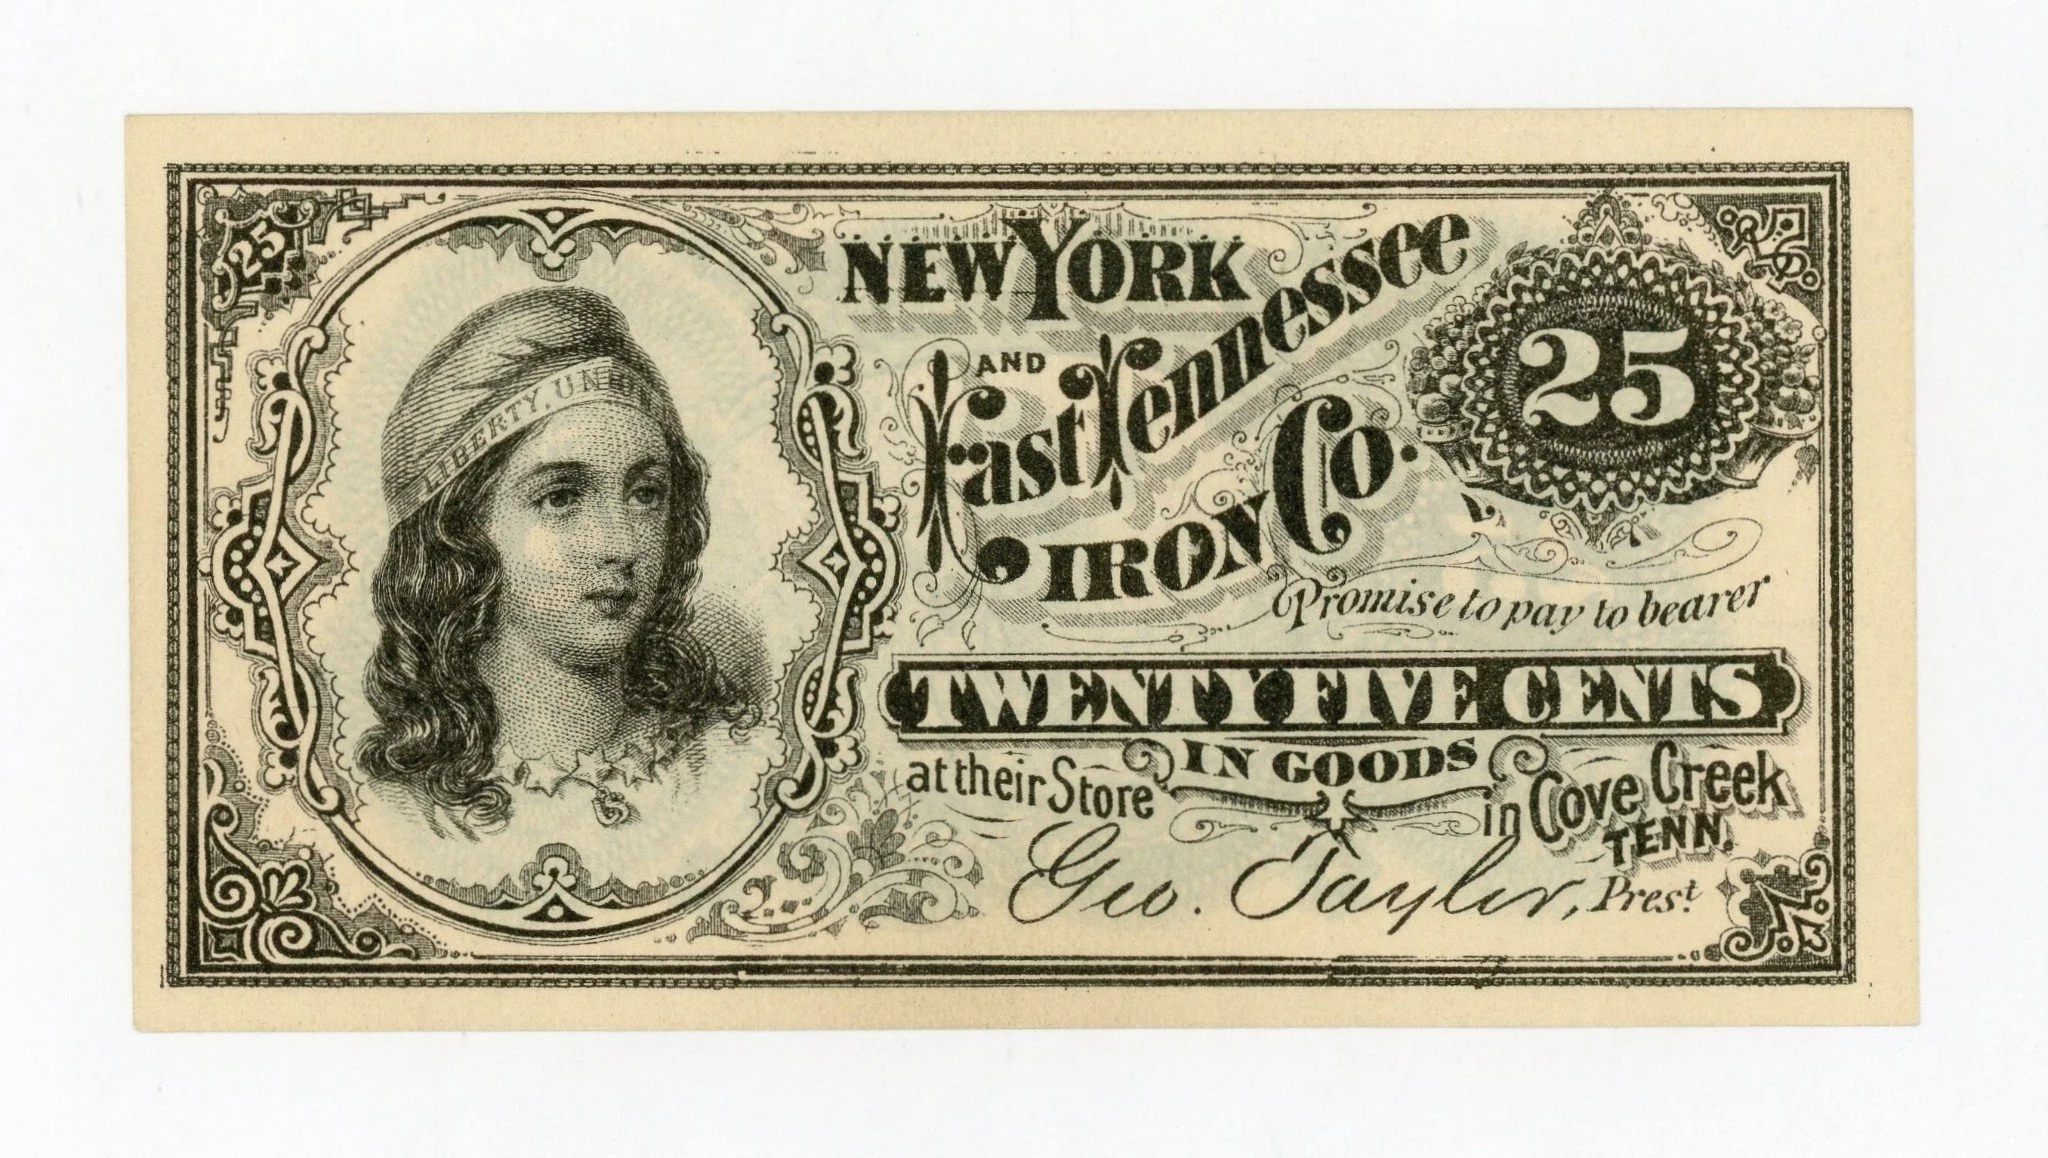 25
LIBERTY, UNION
NEW YORK
AND
East Tennessee
IRON Co.
25
Promise to pay to bearer
TWENTY FIVE CENTS
IN GOODS
at their Store in Cove Creek
TENN.
Geo. Taylor, Prest.